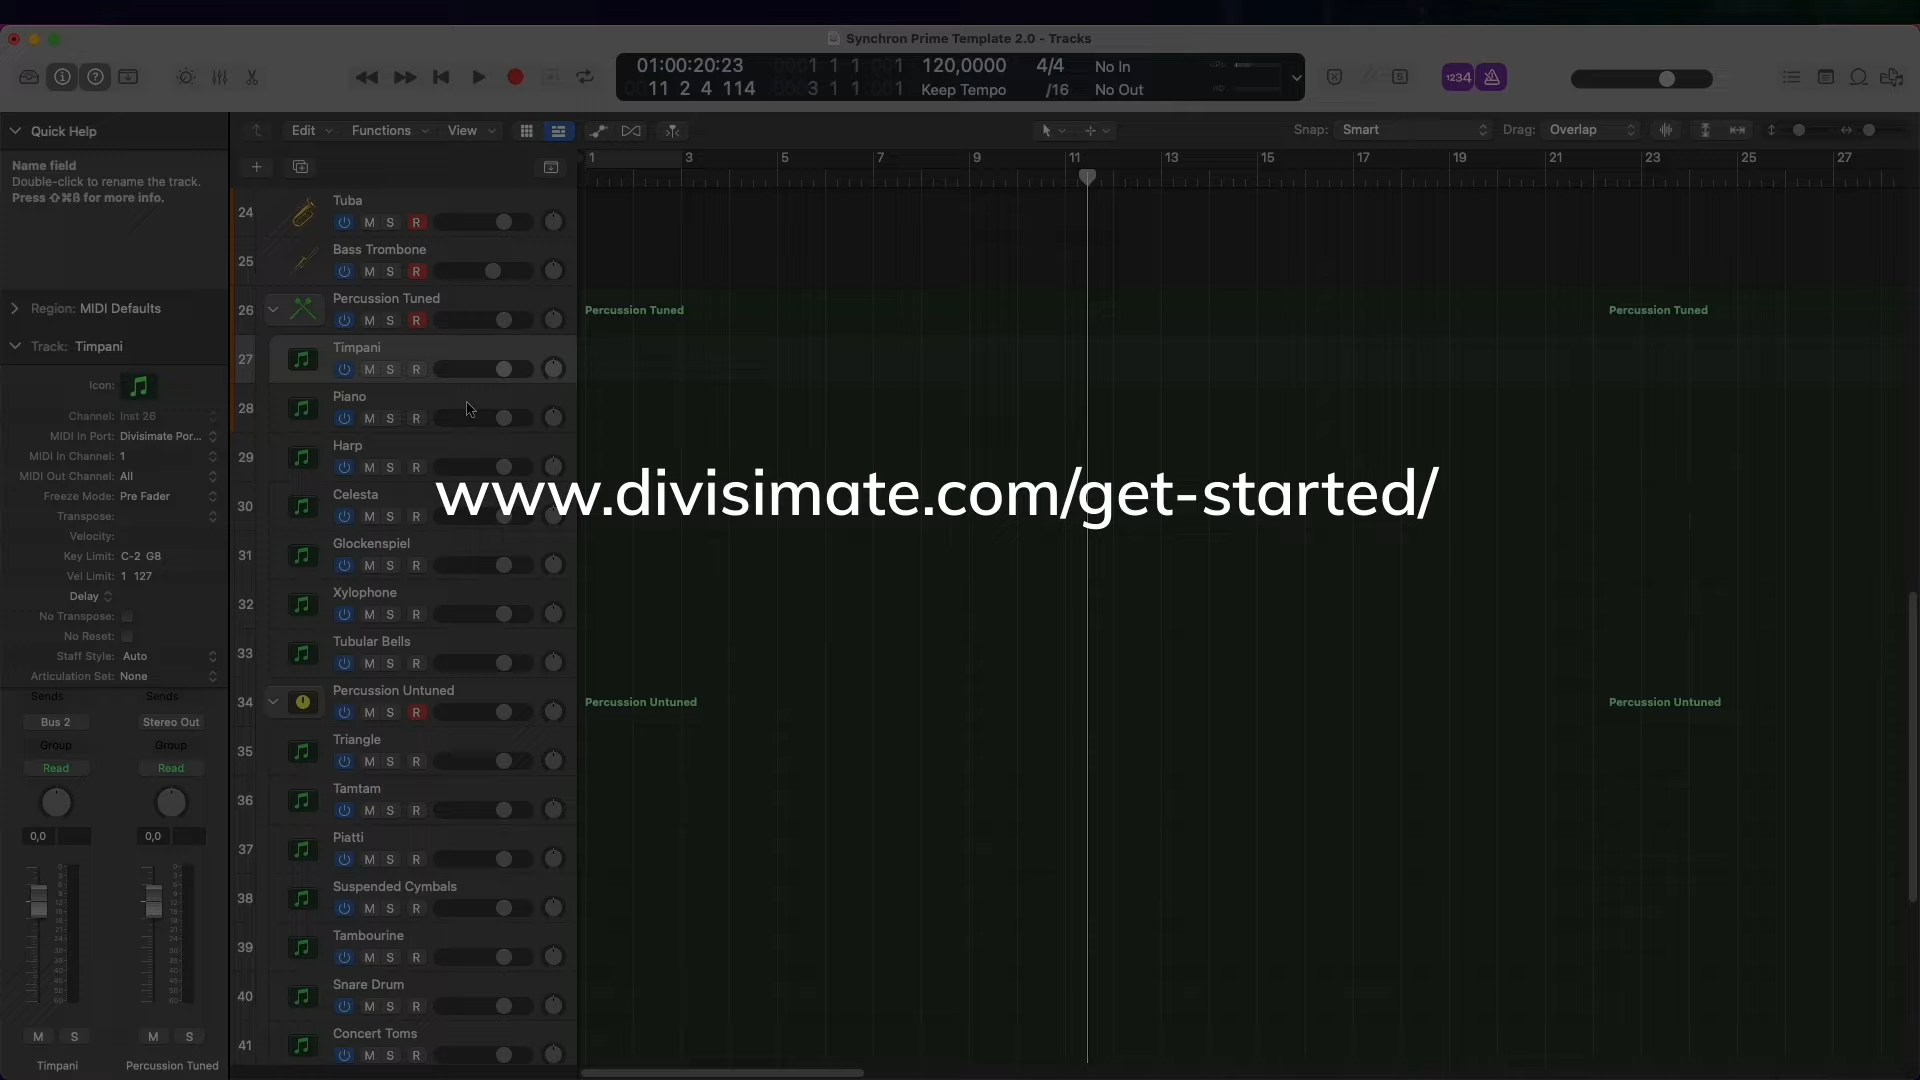 Synchron Prime Template 2.0 - Tracks
01:00:20:23
11 2 4 114
1 1 1 1
3 1 1 1
120,0000
Keep Tempo
4/4
/16
No In
No Out
1234
Quick Help
Name field
Double-click to rename the track.
Press ⇧⌘ß for more info.
Region: MIDI Defaults
Track: Timpani
Icon:
Channel: Inst 26
MIDI In Port: Divisimate Por...
MIDI In Channel: 1
MIDI Out Channel: All
Freeze Mode: Pre Fader
Transpose:
Velocity:
Key Limit: C-2 G8
Vel Limit: 1 127
Delay
No Transpose:
No Reset:
Staff Style: Auto
Articulation Set: None
Sends Sends
Bus 2 Stereo Out
Group Group
Read Read
0,0 0,0
M S M S
Timpani Percussion Tuned
Edit Functions View
Snap: Smart Drag: Overlap
1 3 5 7 9 11 13 15 17 19 21 23 25 27
24 Tuba
M S R
25 Bass Trombone
M S R
26 Percussion Tuned
M S R
Percussion Tuned Percussion Tuned
27 Timpani
M S R
28 Piano
M S R
29 Harp
M S R
www.divisimate.com/get-started/
30 Celesta
M S R
31 Glockenspiel
M S R
32 Xylophone
M S R
33 Tubular Bells
M S R
34 Percussion Untuned
M S R
Percussion Untuned Percussion Untuned
35 Triangle
M S R
36 Tamtam
M S R
37 Piatti
M S R
38 Suspended Cymbals
M S R
39 Tambourine
M S R
40 Snare Drum
M S R
41 Concert Toms
M S R